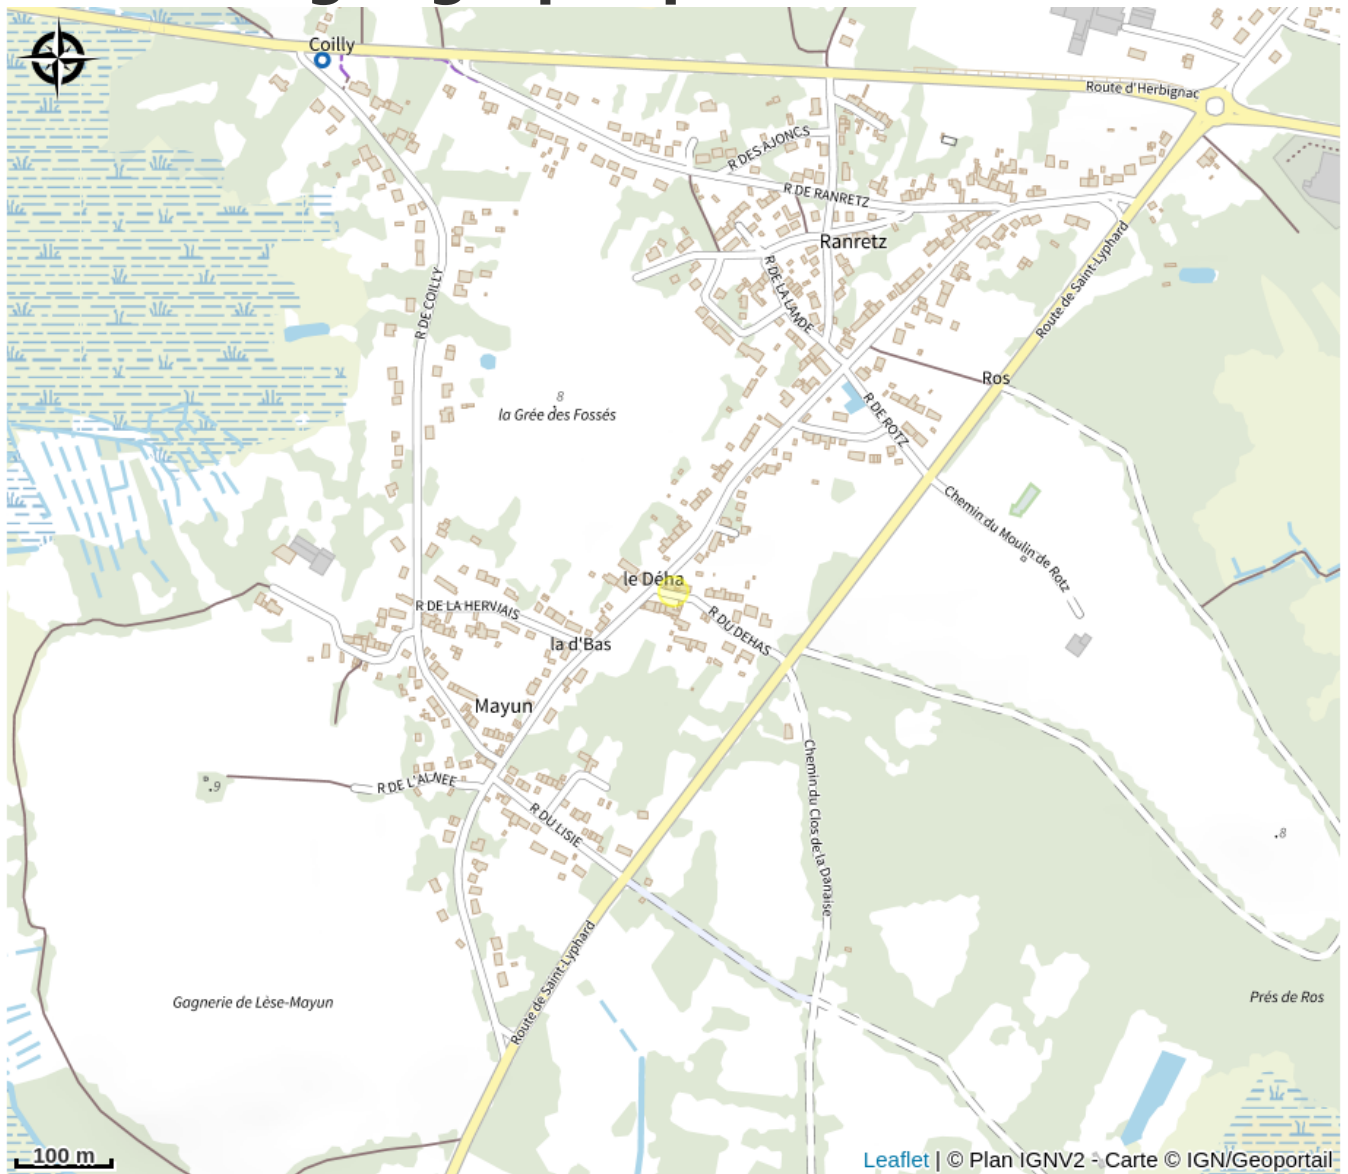 Coilly
Route d'Herbignac
R DES AJONCS
R DE RANRETZ
Ranretz
R DE LA LANDE
Route de Saint-Lyphard
R DE COILLY
Ros
8
la Grée des Fossés
R DE ROTZ
Chemin du Moulin de Rotz
le Déha
R DE LA HERVIAIS
R DU DEHAS
la d'Bas
Mayun
R DE L'AUNEE
9
R DU LISIE
Chemin du Clos de la Danaise
8
Route de Saint-Lyphard
Gagnerie de Lèse-Mayun
Prés de Ros
100 m
Leaflet | © Plan IGNV2 - Carte © IGN/Geoportail